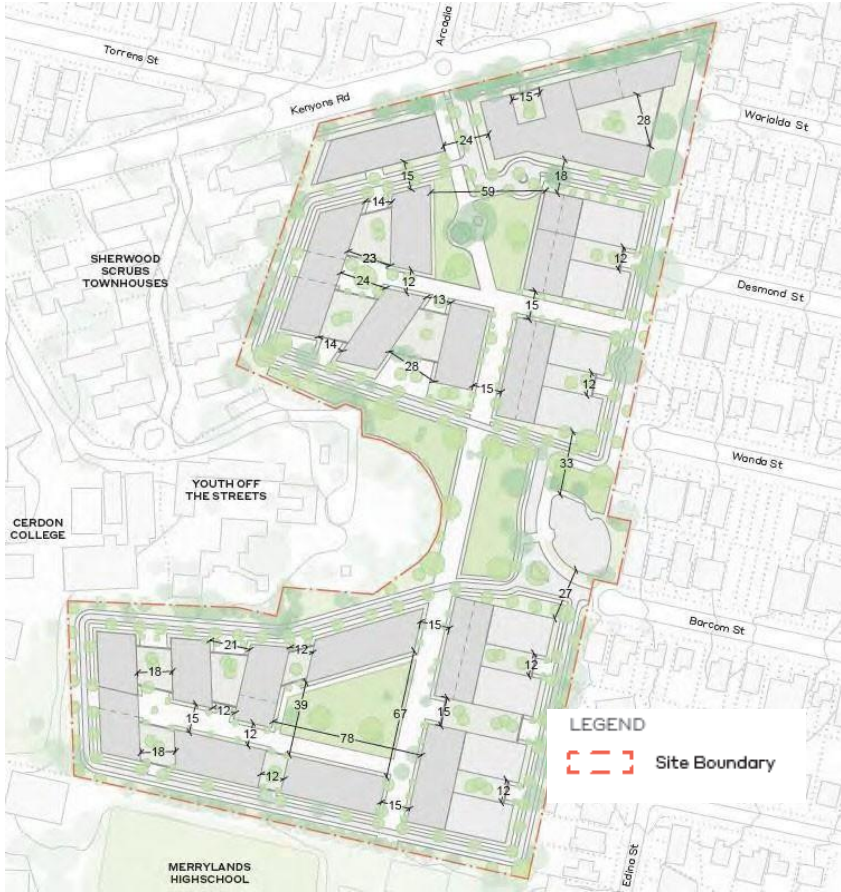 Arcadia
Torrens St
Kenyons Rd
Warialda St
15
28
24
15
18
59
14
SHERWOOD
SCRUBS
TOWNHOUSES
23
12
12
24
Desmond St
13
15
14
28
12
15
Wanda St
33
YOUTH OFF
THE STREETS
CERDON
COLLEGE
27
Barcom St
15
21
12
12
18
39
67
12
15
15
12
78
LEGEND
Site Boundary
18
12
12
15
MERRYLANDS
HIGHSCHOOL
Edina St